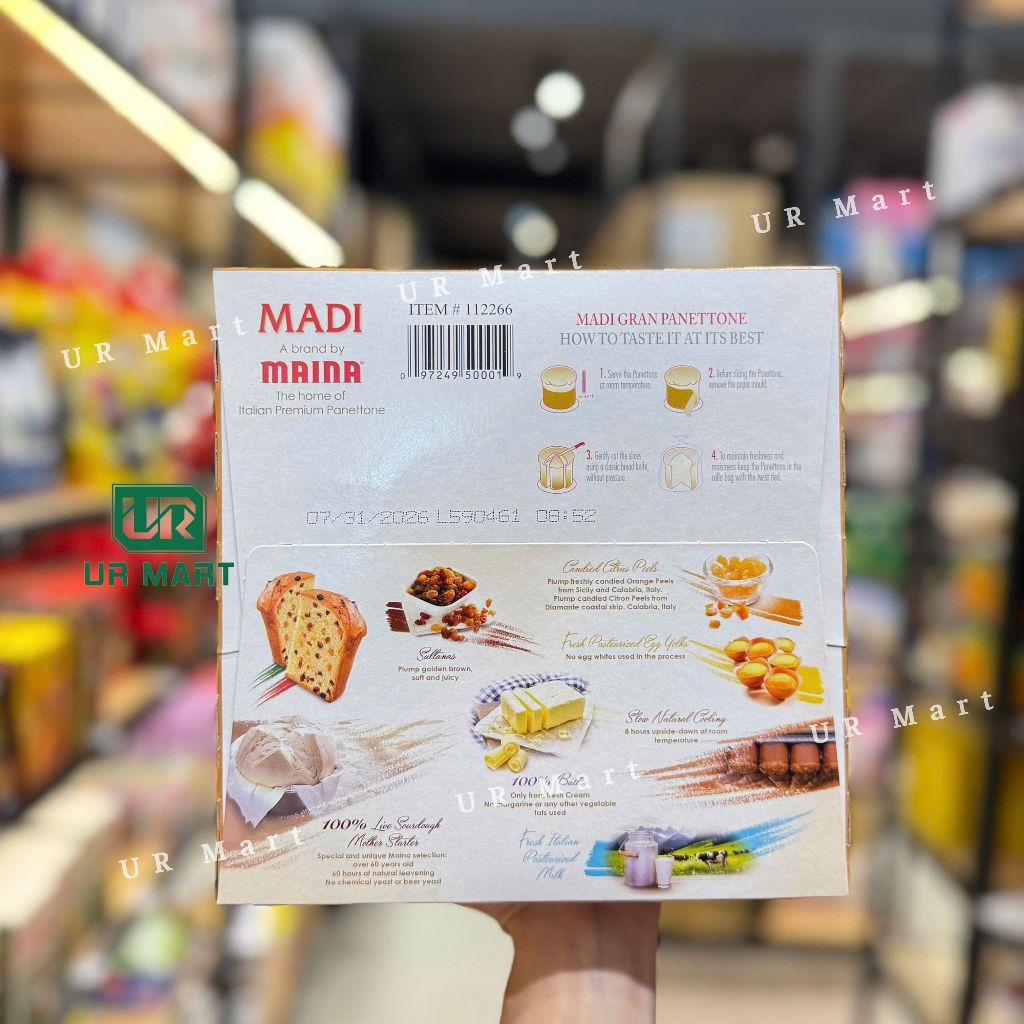 UR Mart
UR Mart
UR Mart
MADI
A brand by
MAINA
The home of
Italian Premium Panettone
ITEM # 112266
0 97249 50001 9
MADI GRAN PANETTONE
HOW TO TASTE IT AT ITS BEST
1. Serve the Panettone
at room temperature.
2. Before slicing the Panettone,
remove the paper mould.
3. Gently cut the slices
using a classic bread knife,
without pressure.
4. To maintain freshness and
moistness keep the Panettone in the
cello bag with the twist tied.
UR
UR MART
07/31/2026 L590461 08:52
Candied Citrus Peels
Plump freshly candied Orange Peels
from Sicily and Calabria, Italy.
Plump candied Citron Peels from
Diamante coastal strip, Calabria, Italy
Sultanas
Plump golden brown,
soft and juicy
Fresh Pasteurized Egg Yolks
No egg whites used in the process
Slow Natural Cooling
8 hours upside-down at room
temperature
UR Mart
100% Butter
Only from fresh Cream
No margarine or any other vegetable
fats used
UR Mart
100% Live Sourdough
Mother Starter
Special and unique Maina selection:
over 60 years old
60 hours of natural leavening
No chemical yeast or beer yeast
Fresh Italian
Pasteurized
Milk
UR Mart